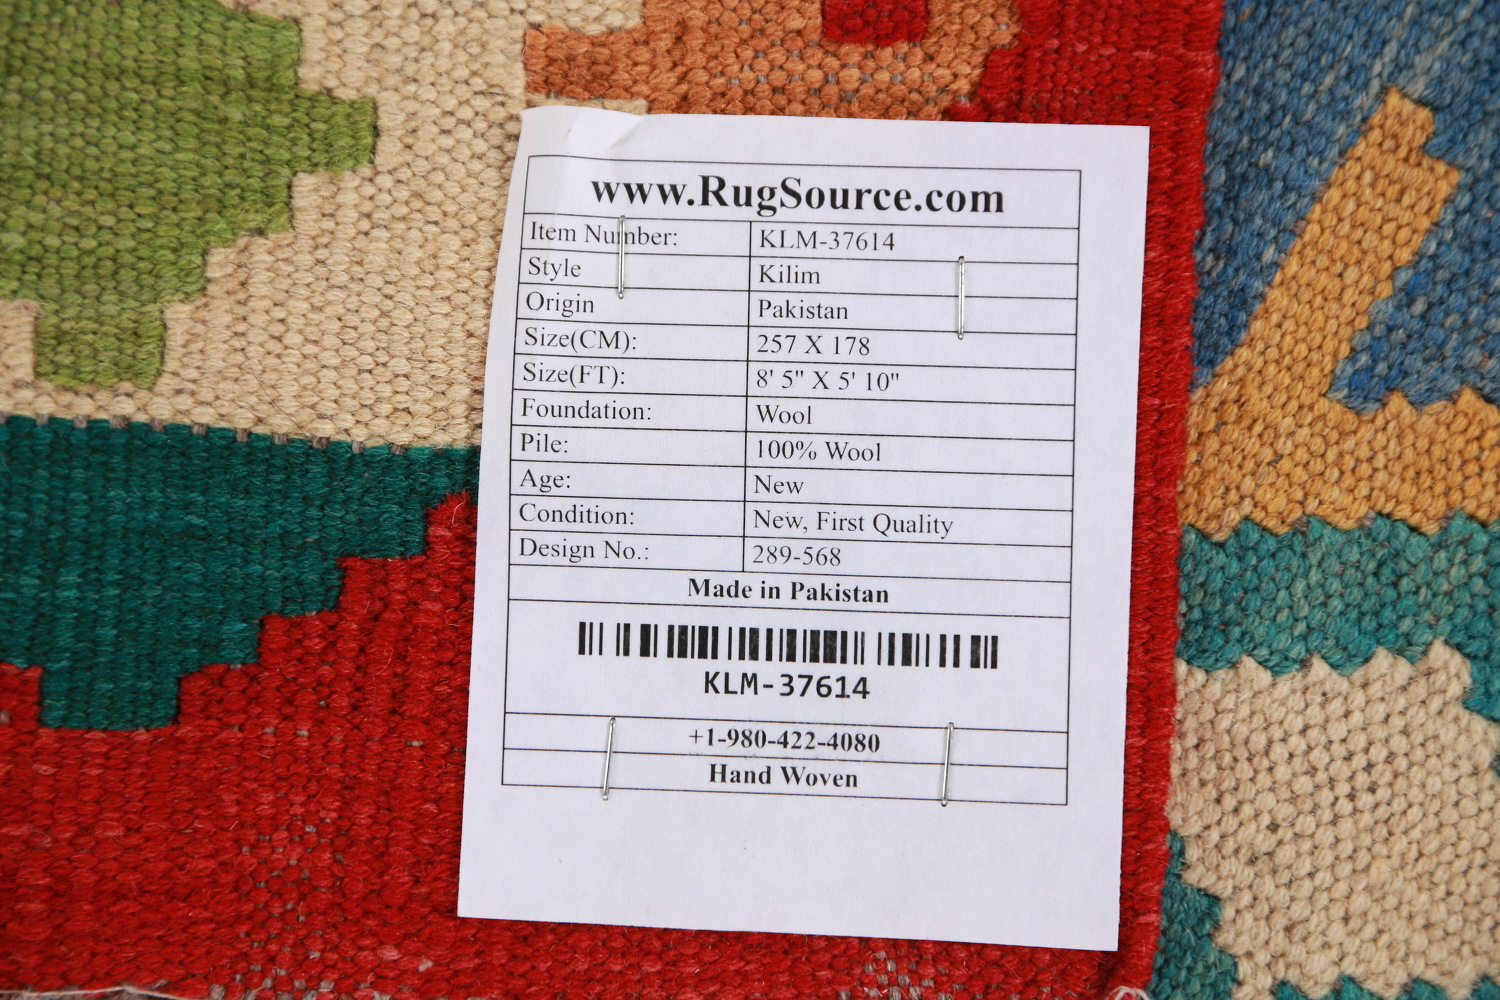 www.RugSource.com
Item Number: KLM-37614
Style Kilim
Origin Pakistan
Size(CM): 257 X 178
Size(FT): 8' 5" X 5' 10"
Foundation: Wool
Pile: 100% Wool
Age: New
Condition: New, First Quality
Design No.: 289-568
Made in Pakistan
KLM-37614
+1-980-422-4080
Hand Woven